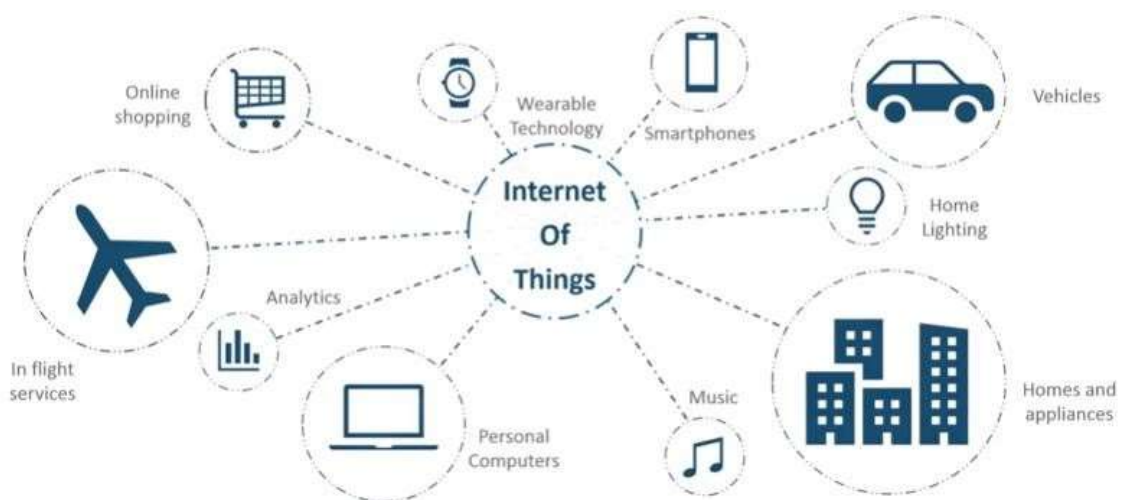 Online
shopping
Wearable
Technology
Smartphones
Vehicles
Internet
Of
Things
Home
Lighting
Analytics
In flight
services
Personal
Computers
Music
Homes and
appliances